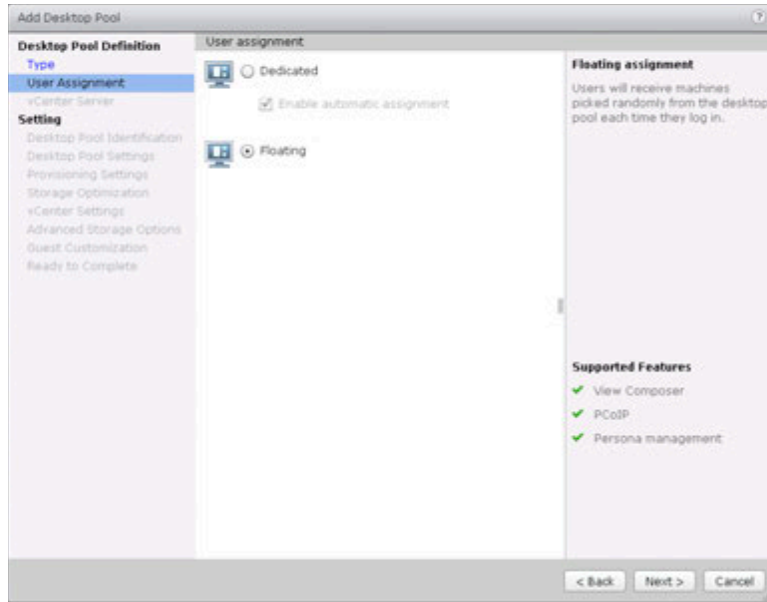 Add Desktop Pool
?
Desktop Pool Definition
Type
User Assignment
vCenter Server
Setting
Desktop Pool Identification
Desktop Pool Settings
Provisioning Settings
Storage Optimization
vCenter Settings
Advanced Storage Options
Guest Customization
Ready to Complete
User assignment
Dedicated
Enable automatic assignment
Floating
Floating assignment
Users will receive machines
picked randomly from the desktop
pool each time they log in.
Supported Features
View Composer
PCoIP
Persona management
< Back
Next >
Cancel